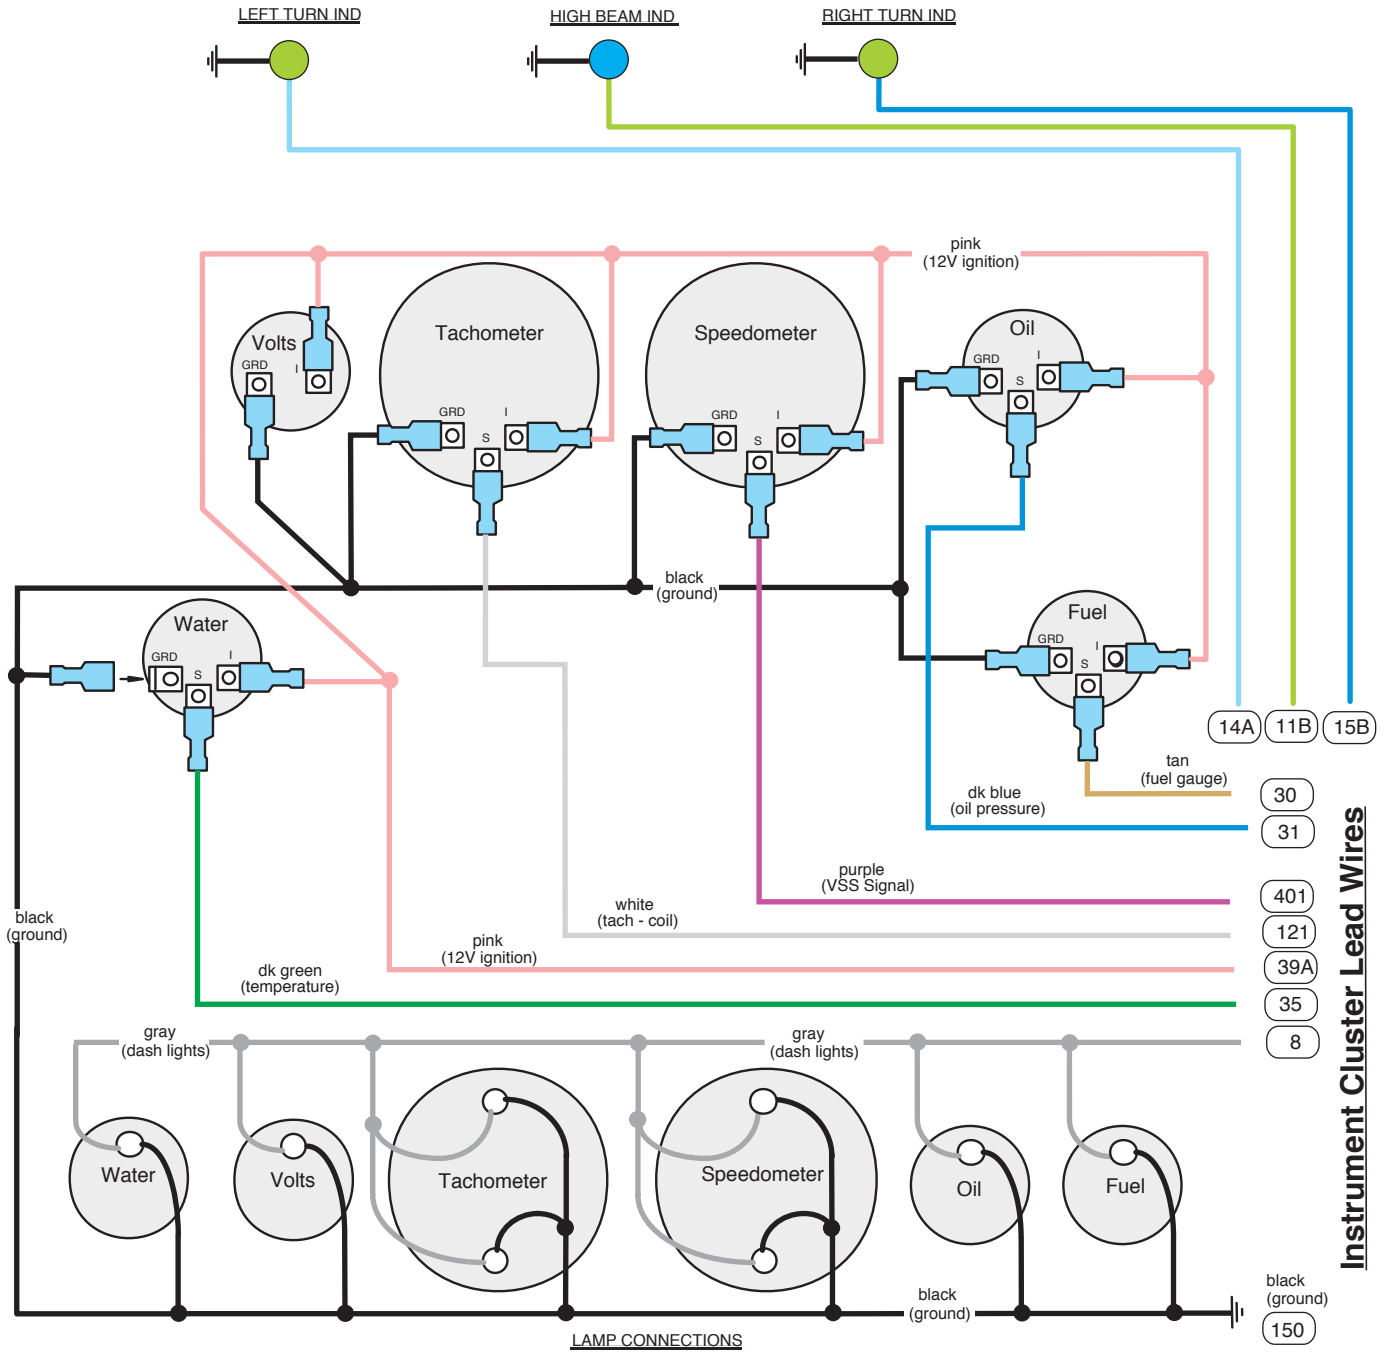 LEFT TURN IND
HIGH BEAM IND
RIGHT TURN IND
pink
(12V ignition)
Volts
GRD
I
Tachometer
GRD
S
I
Speedometer
GRD
S
I
Oil
GRD
S
I
black
(ground)
Water
GRD
S
I
Fuel
GRD
S
I
14A
11B
15B
tan
(fuel gauge)
30
dk blue
(oil pressure)
31
purple
(VSS Signal)
401
white
(tach - coil)
121
black
(ground)
pink
(12V ignition)
39A
dk green
(temperature)
35
gray
(dash lights)
gray
(dash lights)
8
Instrument Cluster Lead Wires
Water
Volts
Tachometer
Speedometer
Oil
Fuel
black
(ground)
black
(ground)
150
LAMP CONNECTIONS